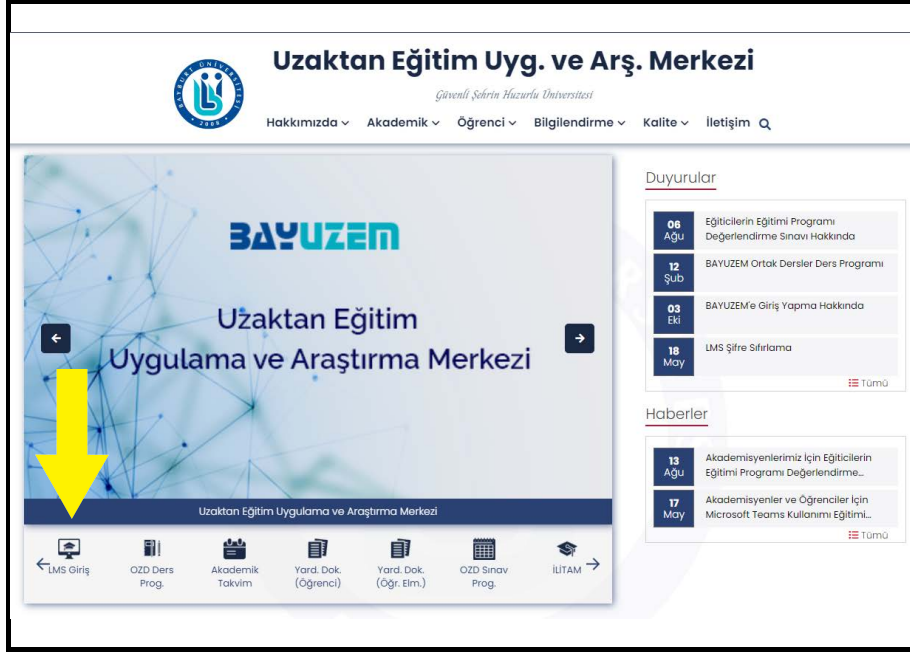 Uzaktan Eğitim Uyg. ve Arş. Merkezi
Güvenli Şehrin Huzurlu Üniversitesi
BAYBURT ÜNİVERSİTESİ
2008
Hakkımızda Akademik Öğrenci Bilgilendirme Kalite İletişim
BAYUZEM
Uzaktan Eğitim
Uygulama ve Araştırma Merkezi
Uzaktan Eğitim Uygulama ve Araştırma Merkezi
LMS Giriş
OZD Ders
Prog.
Akademik
Takvim
Yard. Dok.
(Öğrenci)
Yard. Dok.
(Öğr. Elm.)
OZD Sınav
Prog.
İLİTAM
Duyurular
06
Ağu
Eğiticilerin Eğitimi Programı
Değerlendirme Sınavı Hakkında
12
Şub
BAYUZEM Ortak Dersler Ders Programı
03
Eki
BAYUZEM'e Giriş Yapma Hakkında
18
May
LMS Şifre Sıfırlama
Tümü
Haberler
13
Ağu
Akademisyenlerimiz İçin Eğiticilerin
Eğitimi Programı Değerlendirme...
17
May
Akademisyenler ve Öğrenciler İçin
Microsoft Teams Kullanımı Eğitimi...
Tümü